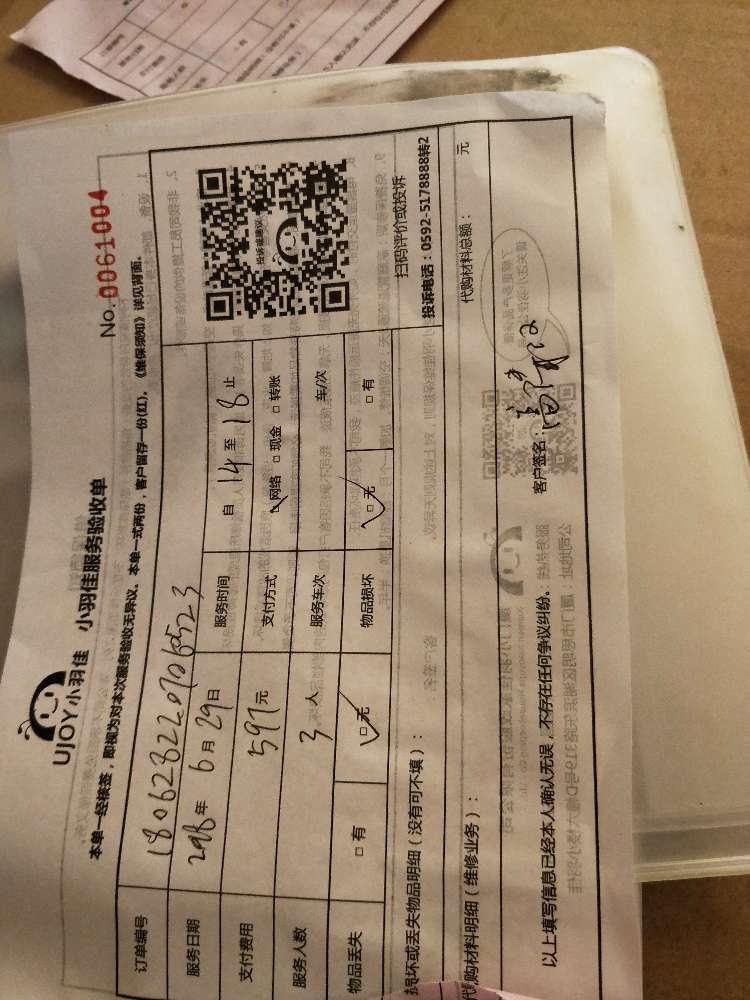 UJOY小羽佳 小羽佳服务验收单
No.0061004
本单一经核签，即视为对本次服务验收无异议。本单一式两份，客户留存一份(红)，《维保须知》详见背面。
订单编号 180628220706523
服务日期 2018年6月29日 服务时间 自14至18止
支付费用 597元 支付方式 网络 现金 转账
服务人数 3人 服务车次 车/次
物品丢失 有 无 物品损坏 无 有
扫码评价或投诉
投诉电话：0592-5178888转2
损坏或丢失物品明细（没有可不填）：
代购材料明细（维修业务）： 代购材料总额： 元
以上填写信息已经本人确认无误，不存在任何争议纠纷。 客户签名：